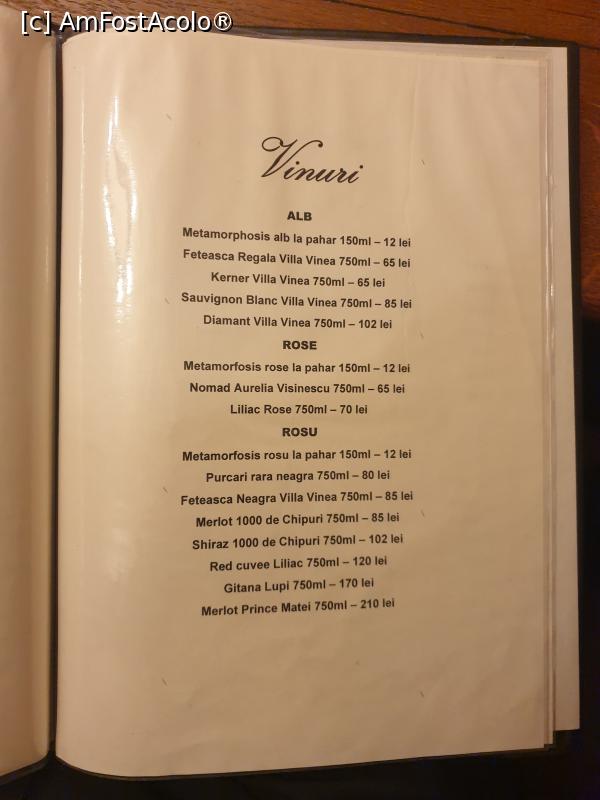 [c] AmFostAcolo®
Vinuri
ALB
Metamorphosis alb la pahar 150ml – 12 lei
Feteasca Regala Villa Vinea 750ml – 65 lei
Kerner Villa Vinea 750ml – 65 lei
Sauvignon Blanc Villa Vinea 750ml – 85 lei
Diamant Villa Vinea 750ml – 102 lei
ROSE
Metamorfosis rose la pahar 150ml – 12 lei
Nomad Aurelia Visinescu 750ml – 65 lei
Liliac Rose 750ml – 70 lei
ROSU
Metamorfosis rosu la pahar 150ml – 12 lei
Purcari rara neagra 750ml – 80 lei
Feteasca Neagra Villa Vinea 750ml – 85 lei
Merlot 1000 de Chipuri 750ml – 85 lei
Shiraz 1000 de Chipuri 750ml – 102 lei
Red cuvee Liliac 750ml – 120 lei
Gitana Lupi 750ml – 170 lei
Merlot Prince Matei 750ml – 210 lei